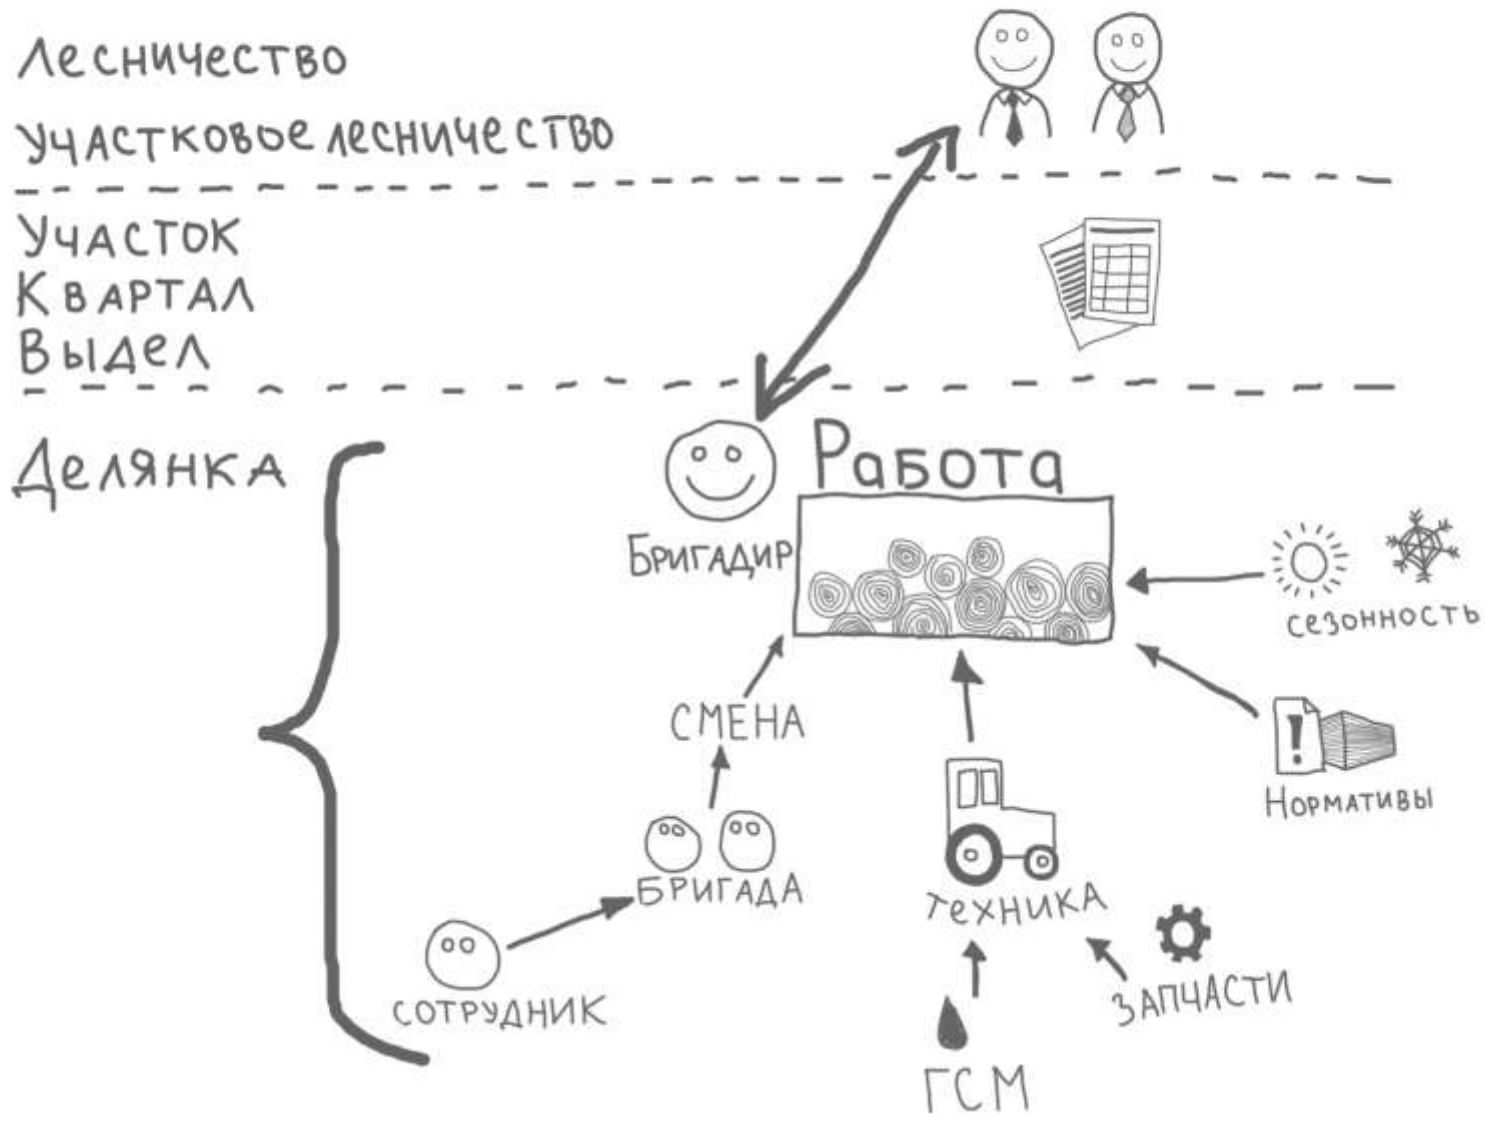 Лесничество
Участковое лесничество
Участок
Квартал
Выдел
Делянка
Работа
Бригадир
сезонность
СМЕНА
Нормативы
БРИГАДА
Техника
ЗАПЧАСТИ
СОТРУДНИК
ГСМ